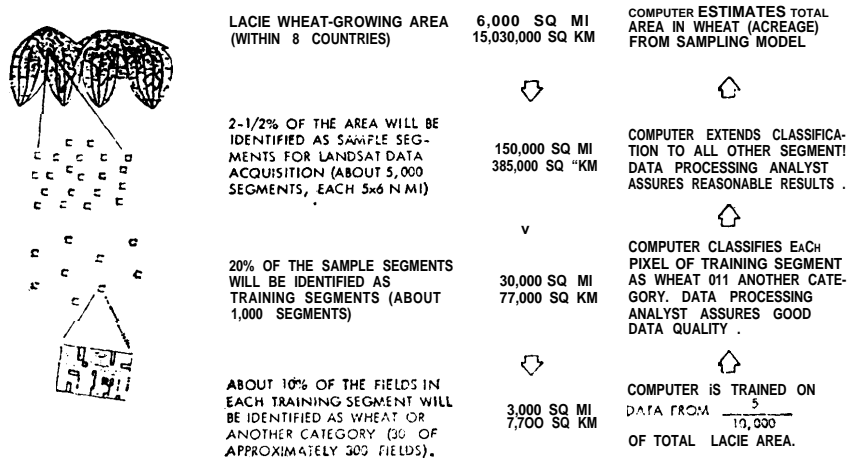 LACIE WHEAT-GROWING AREA
(WITHIN 8 COUNTRIES)
6,000 SQ MI
15,030,000 SQ KM
COMPUTER ESTIMATES TOTAL
AREA IN WHEAT (ACREAGE)
FROM SAMPLING MODEL
2-1/2% OF THE AREA WILL BE
IDENTIFIED AS SAMPLE SEG-
MENTS FOR LANDSAT DATA
ACQUISITION (ABOUT 5,000
SEGMENTS, EACH 5x6 N MI)
150,000 SQ MI
385,000 SQ "KM
COMPUTER EXTENDS CLASSIFICA-
TION TO ALL OTHER SEGMENT!
DATA PROCESSING ANALYST
ASSURES REASONABLE RESULTS .
v
20% OF THE SAMPLE SEGMENTS
WILL BE IDENTIFIED AS
TRAINING SEGMENTS (ABOUT
1,000 SEGMENTS)
30,000 SQ MI
77,000 SQ KM
COMPUTER CLASSIFIES EACH
PIXEL OF TRAINING SEGMENT
AS WHEAT 011 ANOTHER CATE-
GORY. DATA PROCESSING
ANALYST ASSURES GOOD
DATA QUALITY .
ABOUT 10% OF THE FIELDS IN
EACH TRAINING SEGMENT WILL
BE IDENTIFIED AS WHEAT OR
ANOTHER CATEGORY (30 OF
APPROXIMATELY 300 FIELDS).
3,000 SQ MI
7,700 SQ KM
COMPUTER iS TRAINED ON
DATA FROM 5
10,000
OF TOTAL LACIE AREA.